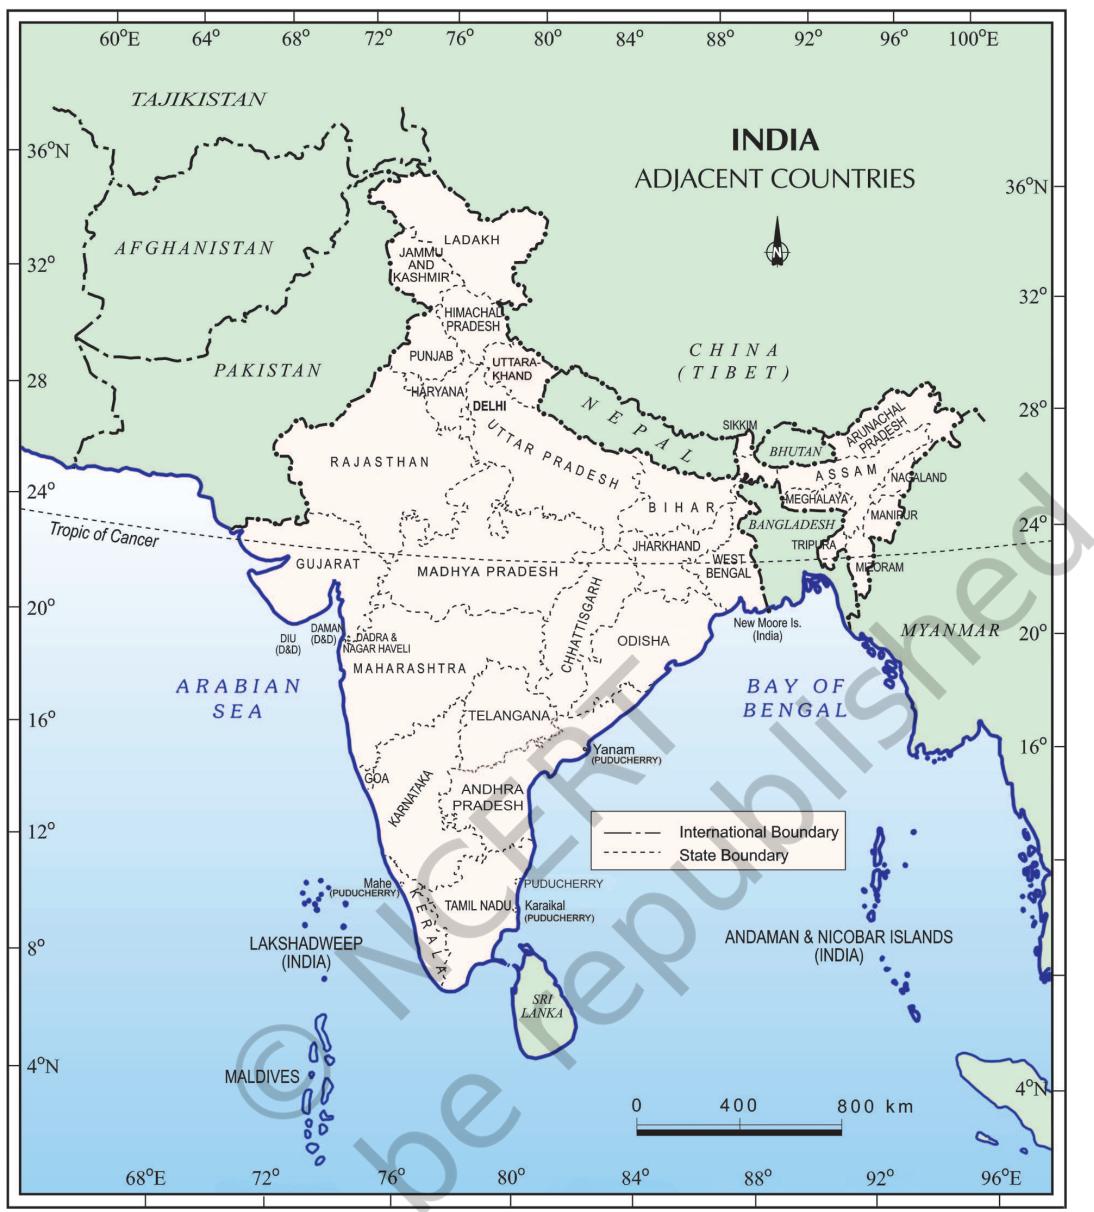 60°E 64° 68° 72° 76° 80° 84° 88° 92° 96° 100°E
TAJIKISTAN
INDIA
ADJACENT COUNTRIES
36°N
36°N
N
AFGHANISTAN
LADAKH
JAMMU
AND
KASHMIR
32°
32°
HIMACHAL
PRADESH
CHINA
(TIBET)
PUNJAB
UTTARA-
KHAND
PAKISTAN
28
HARYANA
DELHI
NEPAL
28°
SIKKIM
ARUNACHAL
PRADESH
UTTAR PRADESH
BHUTAN
RAJASTHAN
ASSAM
NAGALAND
24°
MEGHALAYA
BIHAR
MANIPUR
BANGLADESH
24°
Tropic of Cancer
JHARKHAND
TRIPURA
GUJARAT
MADHYA PRADESH
WEST
BENGAL
MIZORAM
CHHATTISGARH
20°
New Moore Is.
(India)
MYANMAR
20°
DIU
(D&D)
DAMAN
(D&D)
DADRA &
NAGAR HAVELI
ODISHA
MAHARASHTRA
ARABIAN
SEA
BAY OF
BENGAL
16°
TELANGANA
16°
Yanam
(PUDUCHERRY)
GOA
KARNATAKA
ANDHRA
PRADESH
12°
International Boundary
State Boundary
12°
Mahe
(PUDUCHERRY)
PUDUCHERRY
KERALA
TAMIL NADU
Karaikal
(PUDUCHERRY)
8°
LAKSHADWEEP
(INDIA)
ANDAMAN & NICOBAR ISLANDS
(INDIA)
8°
SRI
LANKA
4°N
MALDIVES
4°N
0 400 800 km
68°E 72° 76° 80° 84° 88° 92° 96°E
© NCERT
be republished